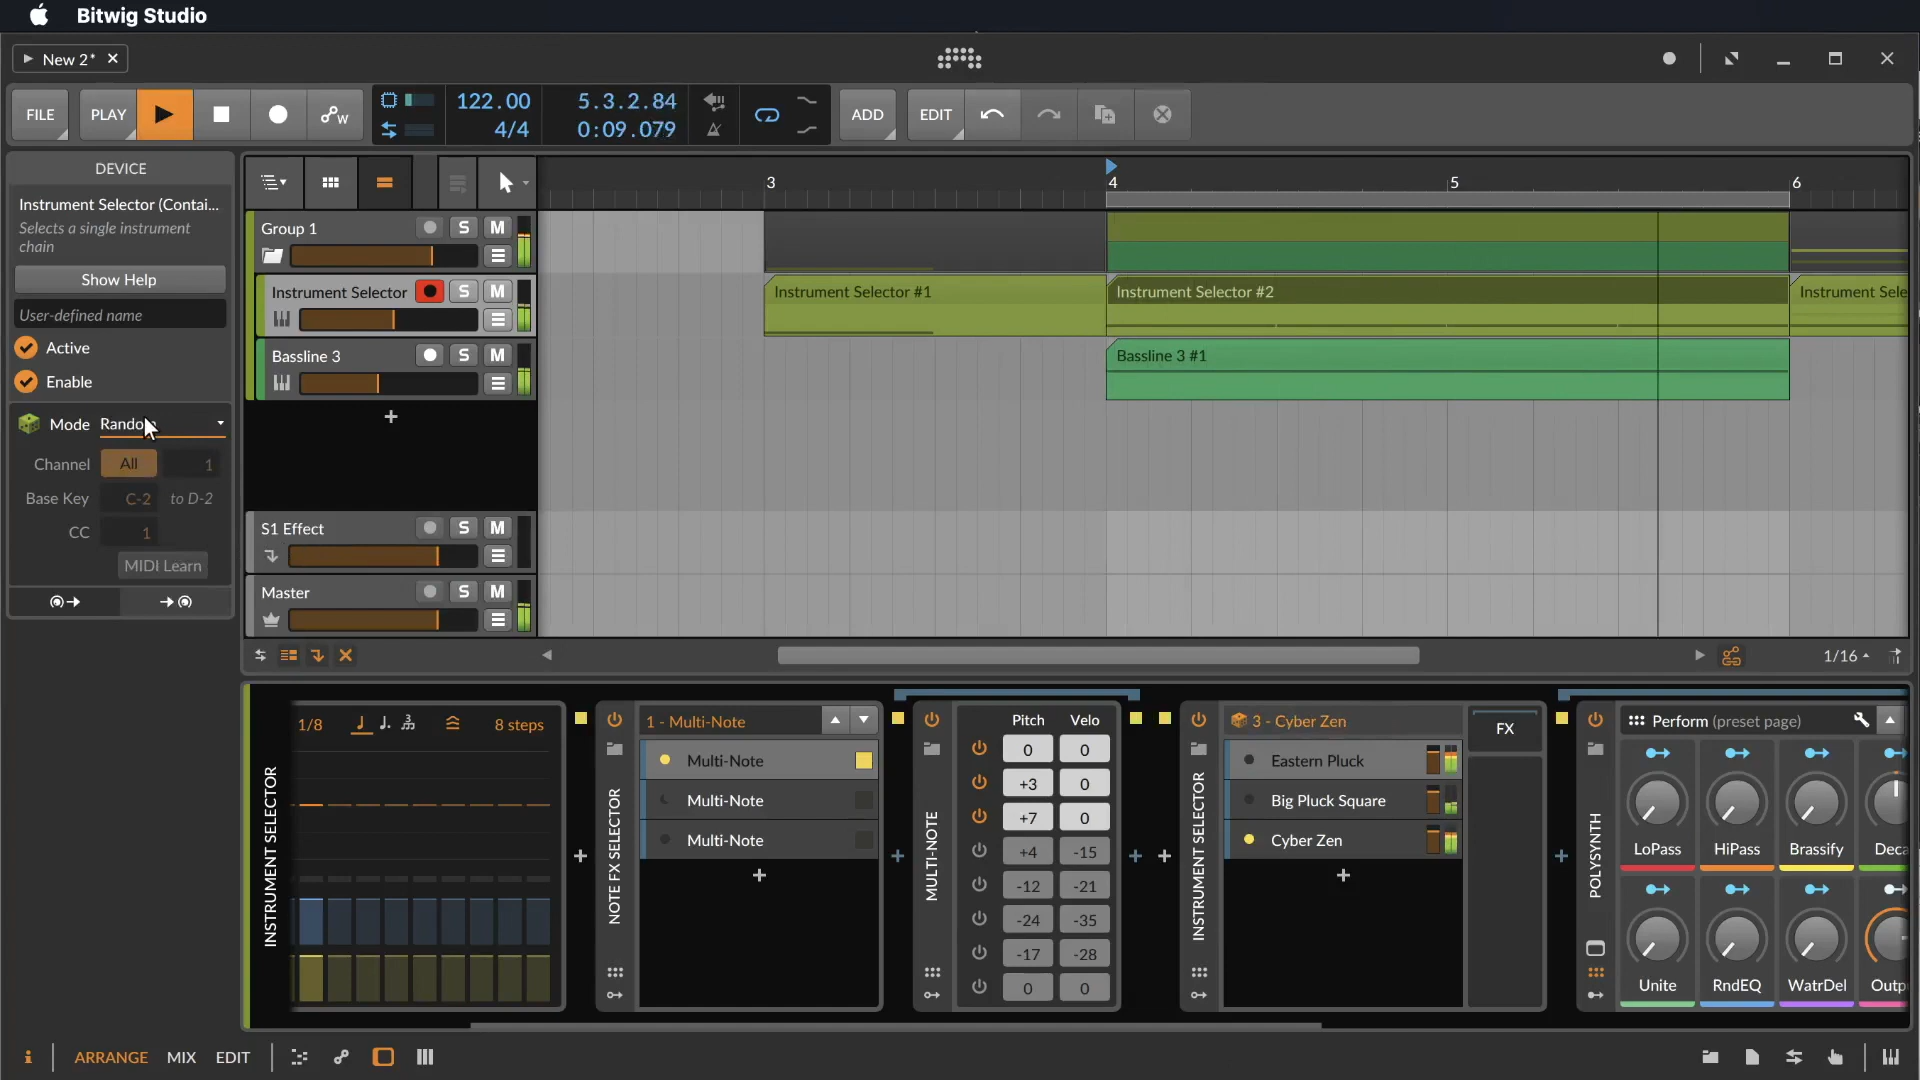 Bitwig Studio
New 2*
FILE
PLAY
W
122.00
4/4
5.3.2.84
0:09.079
ADD
EDIT
DEVICE
Instrument Selector (Contai...
Selects a single instrument
chain
Show Help
User-defined name
Active
Enable
Mode
Channel All 1
Base Key C-2 to D-2
CC 1
MIDI Learn
3 4 5 6
Group 1 S M
Instrument Selector S M
Bassline 3 S M
S1 Effect S M
Master S M
Instrument Selector #1
Instrument Selector #2
Instrument Sele
Bassline 3 #1
1/16
INSTRUMENT SELECTOR
1/8
8 steps
NOTE FX SELECTOR
1 - Multi-Note
Multi-Note
Multi-Note
Multi-Note
MULTI-NOTE
Pitch Velo
0 0
+3 0
+7 0
+4 -15
-12 -21
-24 -35
-17 -28
0 0
INSTRUMENT SELECTOR
3 - Cyber Zen
Eastern Pluck
Big Pluck Square
Cyber Zen
FX
POLYSYNTH
Perform (preset page)
LoPass HiPass Brassify Deca
Unite RndEQ WatrDel Outp
i ARRANGE MIX EDIT